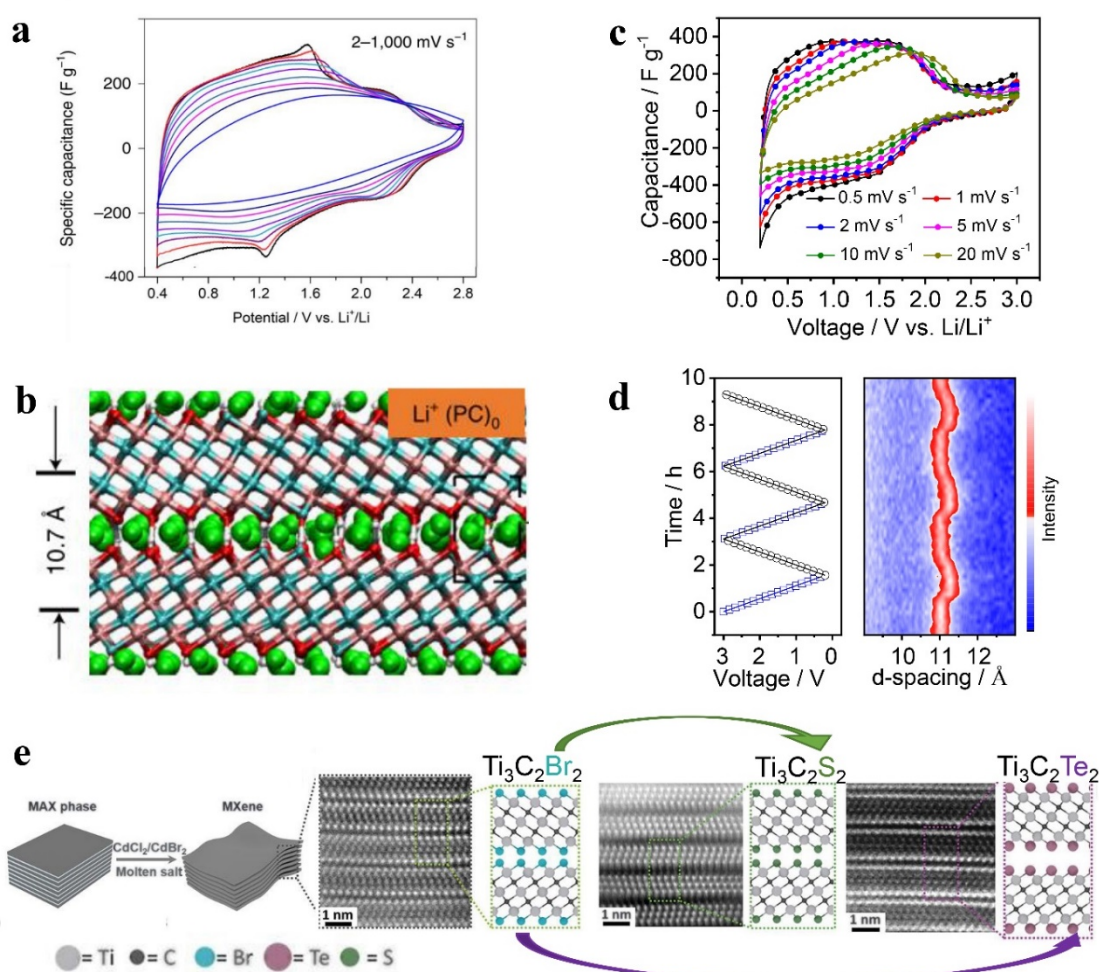 a
2–1,000 mV s⁻¹
Specific capacitance (F g⁻¹)
200
0
–200
-400
0.4 0.8 1.2 1.6 2.0 2.4 2.8
Potential / V vs. Li⁺/Li
c
Capacitance / F g⁻¹
400
200
0
-200
-400
-600
-800
0.5 mV s⁻¹ 1 mV s⁻¹
2 mV s⁻¹ 5 mV s⁻¹
10 mV s⁻¹ 20 mV s⁻¹
0.0 0.5 1.0 1.5 2.0 2.5 3.0
Voltage / V vs. Li/Li⁺
b
Li⁺ (PC)₀
10.7 Å
d
Time / h
10
8
6
4
2
0
3 2 1 0
Voltage / V
10 11 12
d-spacing / Å
Intensity
e
MAX phase
CdCl₂/CdBr₂
Molten salt
MXene
1 nm
Ti₃C₂Br₂
1 nm
Ti₃C₂S₂
1 nm
Ti₃C₂Te₂
= Ti = C = Br = Te = S